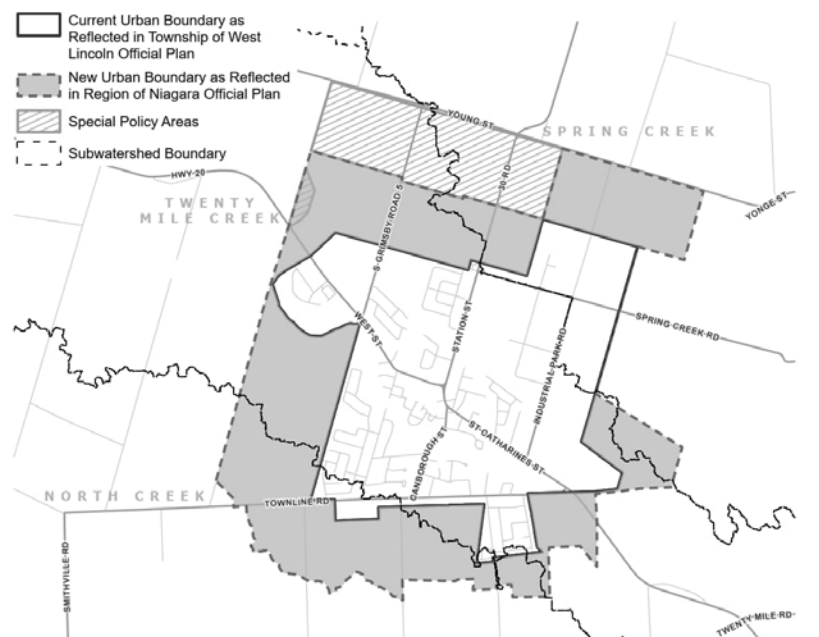 Current Urban Boundary as
Reflected in Township of West
Lincoln Official Plan
New Urban Boundary as Reflected
in Region of Niagara Official Plan
Special Policy Areas
Subwatershed Boundary
YOUNG ST
SPRING CREEK
HWY 20
30 RD
TWENTY
MILE CREEK
YONGE ST
S GRIMSBY ROAD 5
WEST ST
STATION ST
SPRING CREEK RD
INDUSTRIAL PARK RD
CANBOROUGH ST
ST CATHARINES ST
NORTH CREEK
TOWNLINE RD
SMITHVILLE RD
TWENTY MILE RD